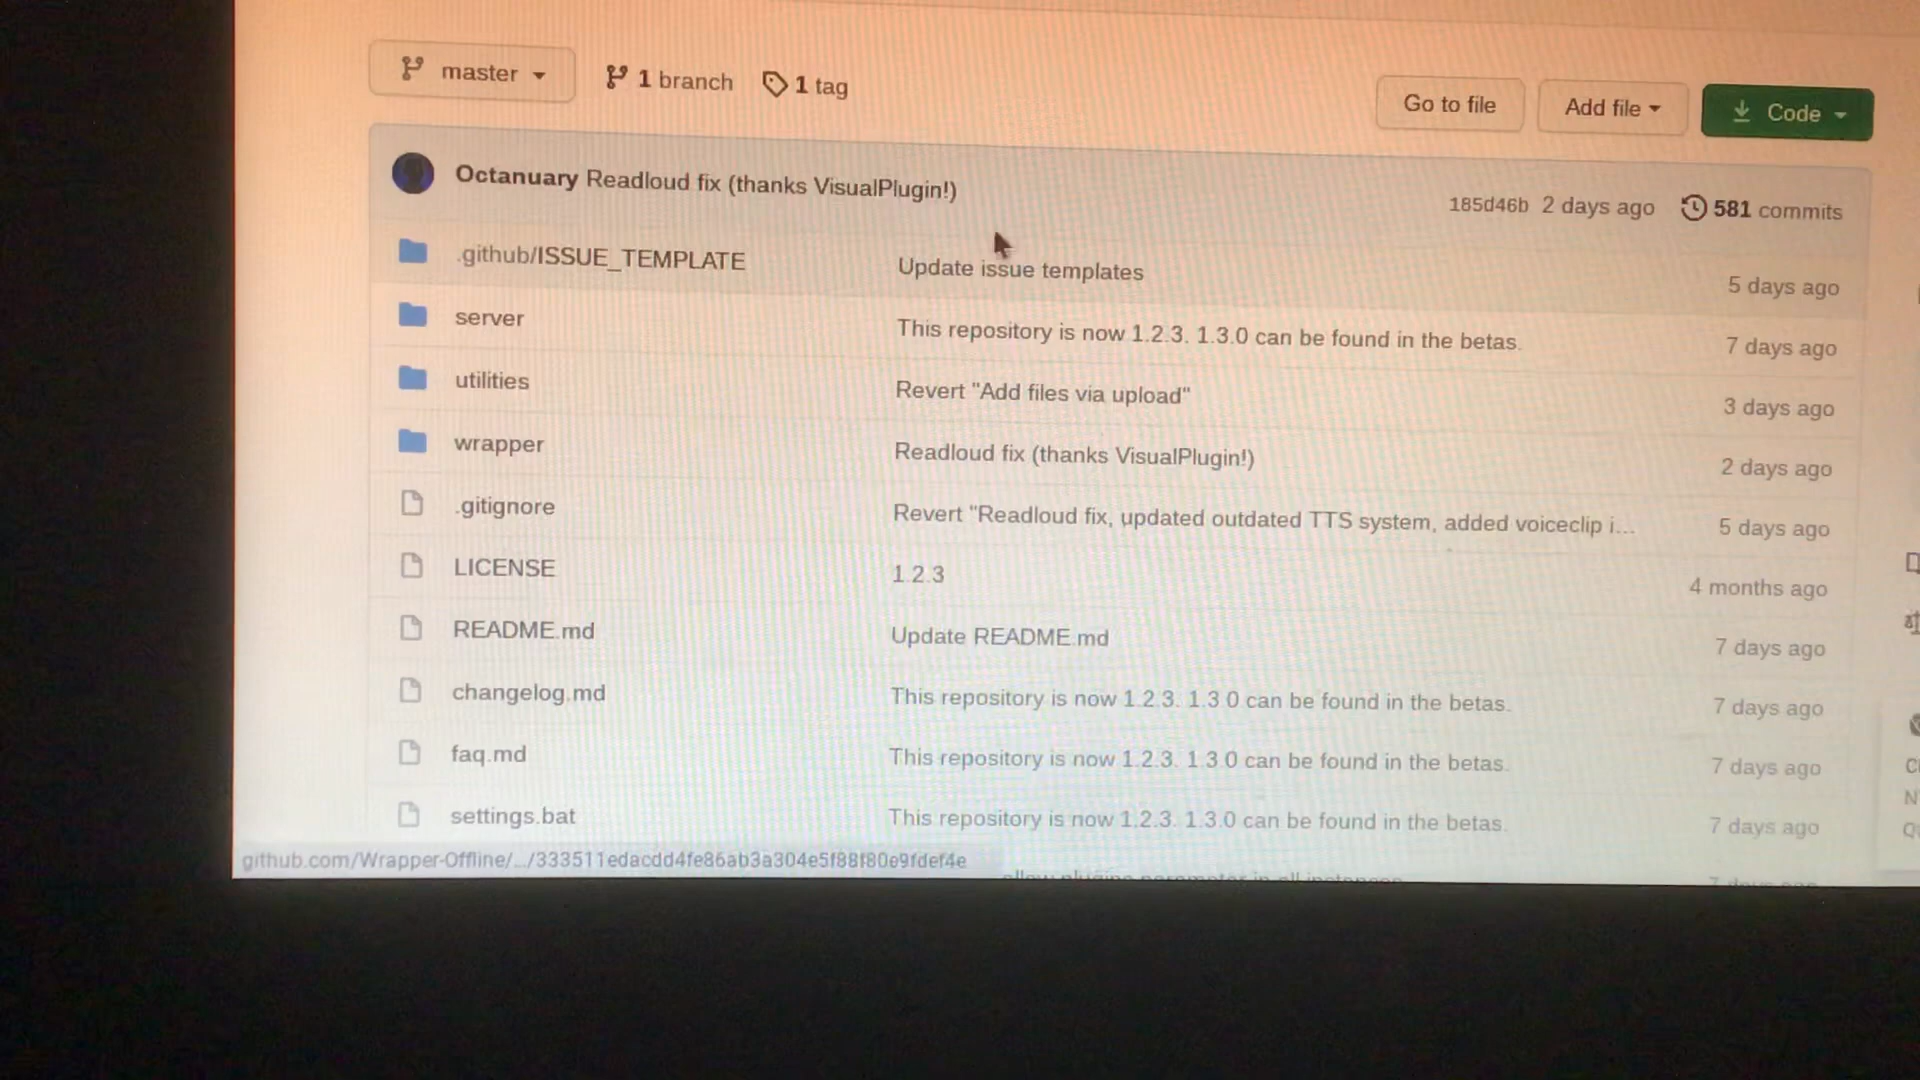 master
1 branch
1 tag
Go to file
Add file
Code
Octanuary Readloud fix (thanks VisualPlugin!)
185d46b 2 days ago
581 commits
.github/ISSUE_TEMPLATE
Update issue templates
5 days ago
server
This repository is now 1.2.3. 1.3.0 can be found in the betas.
7 days ago
utilities
Revert "Add files via upload"
3 days ago
wrapper
Readloud fix (thanks VisualPlugin!)
2 days ago
.gitignore
Revert "Readloud fix, updated outdated TTS system, added voiceclip i...
5 days ago
LICENSE
1.2.3
4 months ago
README.md
Update README.md
7 days ago
changelog.md
This repository is now 1.2.3. 1.3.0 can be found in the betas.
7 days ago
faq.md
This repository is now 1.2.3. 1.3.0 can be found in the betas.
7 days ago
settings.bat
This repository is now 1.2.3. 1.3.0 can be found in the betas.
7 days ago
github.com/Wrapper-Offline/.../333511edacdd4fe86ab3a304e5f88f80e9fdef4e